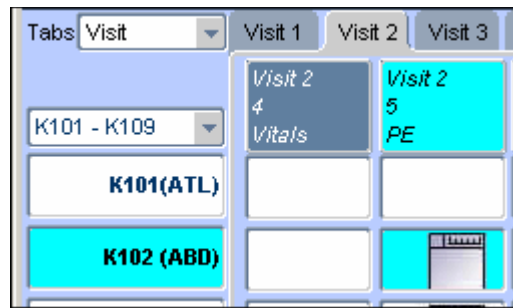 Tabs Visit Visit 1 Visit 2 Visit 3
Visit 2
4
Vitals
Visit 2
5
PE
K101 - K109
K101(ATL)
K102 (ABD)